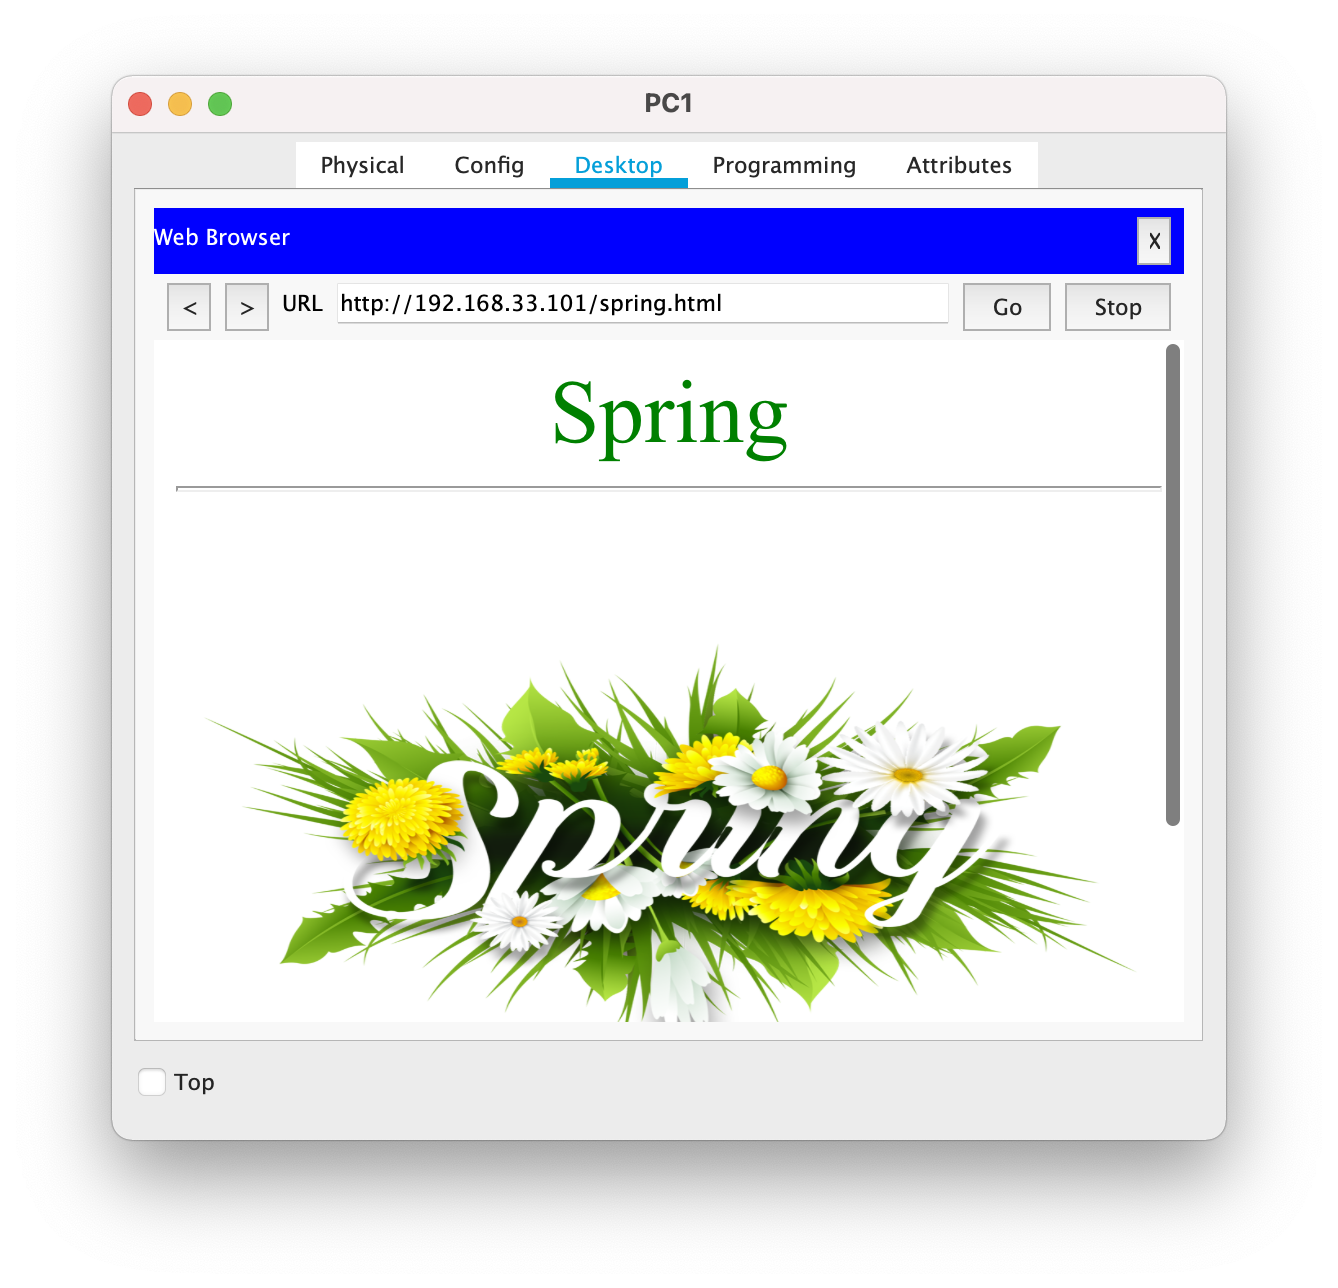 PC1
Physical Config Desktop Programming Attributes
Web Browser X
< > URL http://192.168.33.101/spring.html Go Stop
Spring
Spring
Top